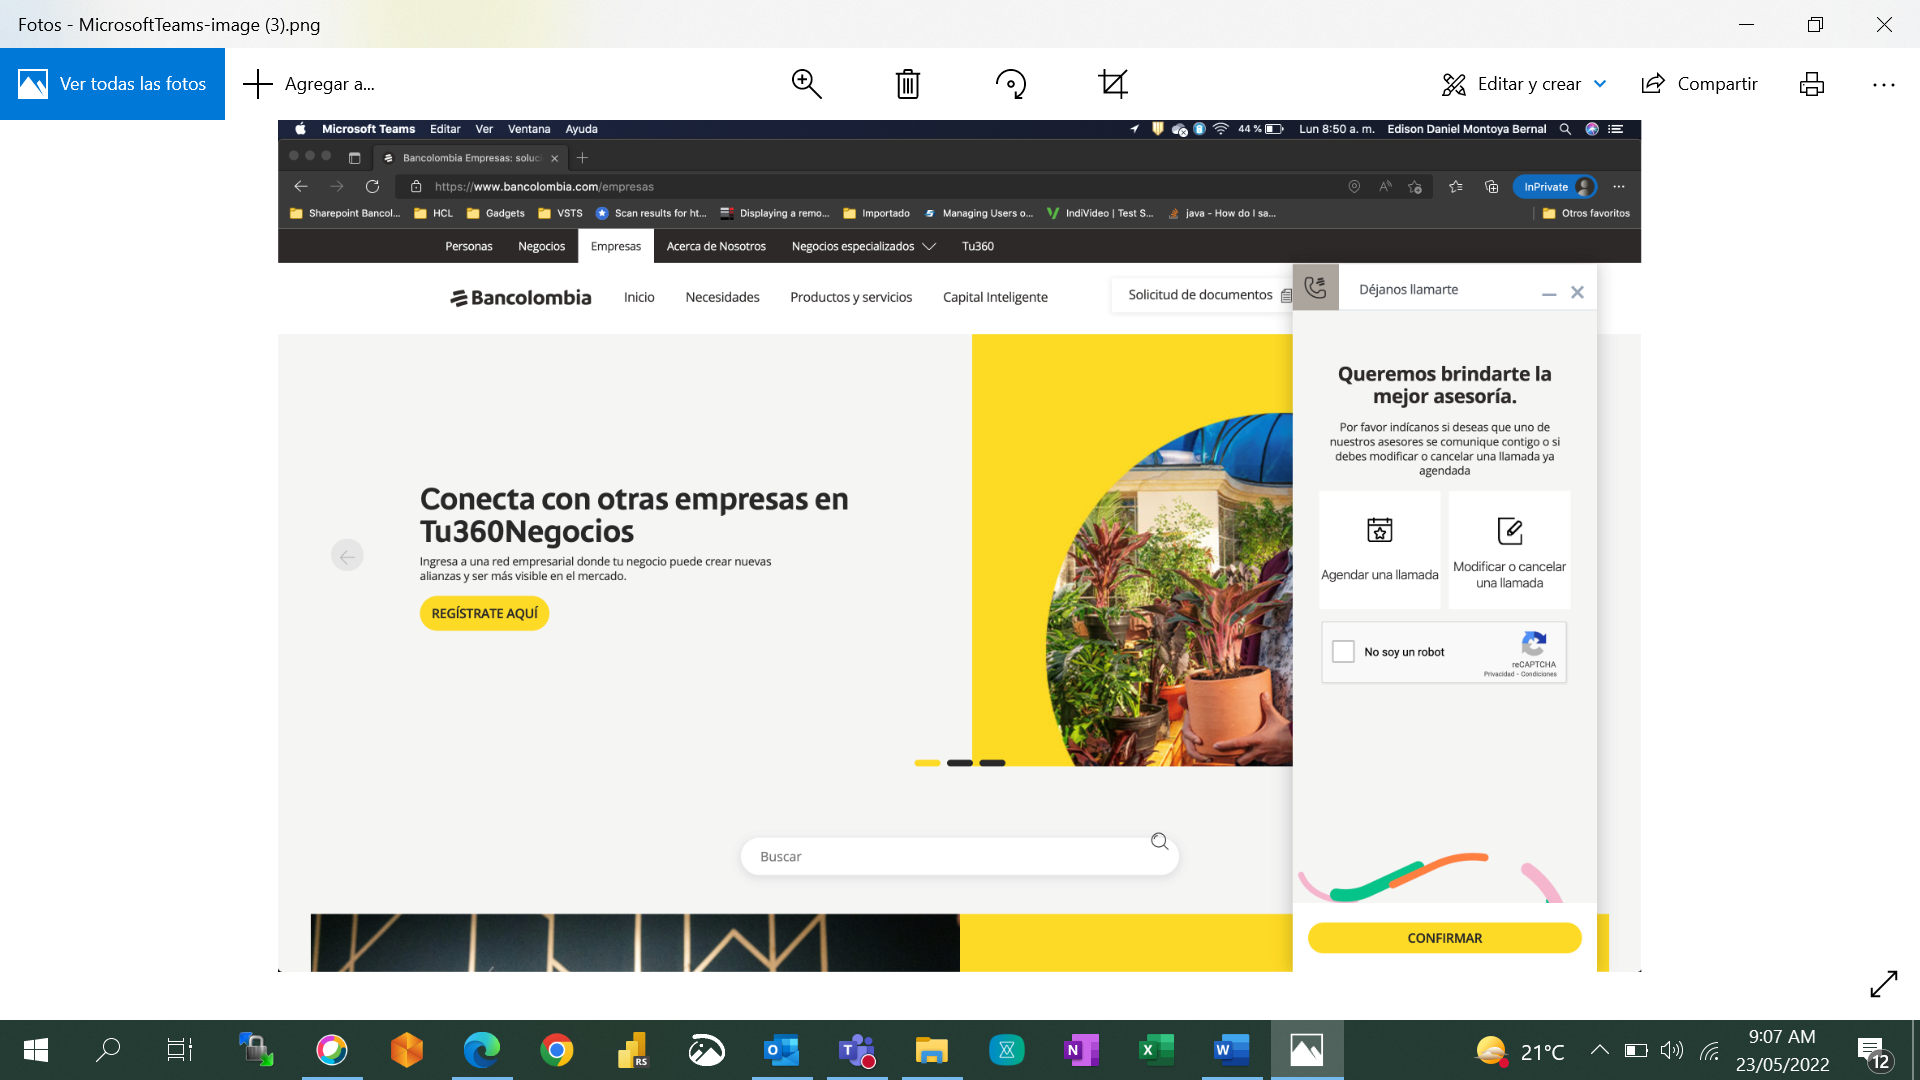 Fotos - MicrosoftTeams-image (3).png
Ver todas las fotos
Agregar a...
Editar y crear
Compartir
Microsoft Teams Editar Ver Ventana Ayuda
44 % Lun 8:50 a. m. Edison Daniel Montoya Bernal
Bancolombia Empresas: soluc
https://www.bancolombia.com/empresas
InPrivate
Sharepoint Bancol... HCL Gadgets VSTS Scan results for ht... Displaying a remo... Importado Managing Users o... IndiVideo | Test S... java - How do I sa... Otros favoritos
Personas Negocios Empresas Acerca de Nosotros Negocios especializados Tu360
Bancolombia Inicio Necesidades Productos y servicios Capital Inteligente Solicitud de documentos
Déjanos llamarte
Conecta con otras empresas en
Tu360Negocios
Ingresa a una red empresarial donde tu negocio puede crear nuevas
alianzas y ser más visible en el mercado.
REGÍSTRATE AQUÍ
Buscar
Queremos brindarte la
mejor asesoría.
Por favor indícanos si deseas que uno de
nuestros asesores se comunique contigo o si
debes modificar o cancelar una llamada ya
agendada
Agendar una llamada
Modificar o cancelar
una llamada
No soy un robot
reCAPTCHA
Privacidad - Condiciones
CONFIRMAR
RS
21°C
9:07 AM
23/05/2022
12